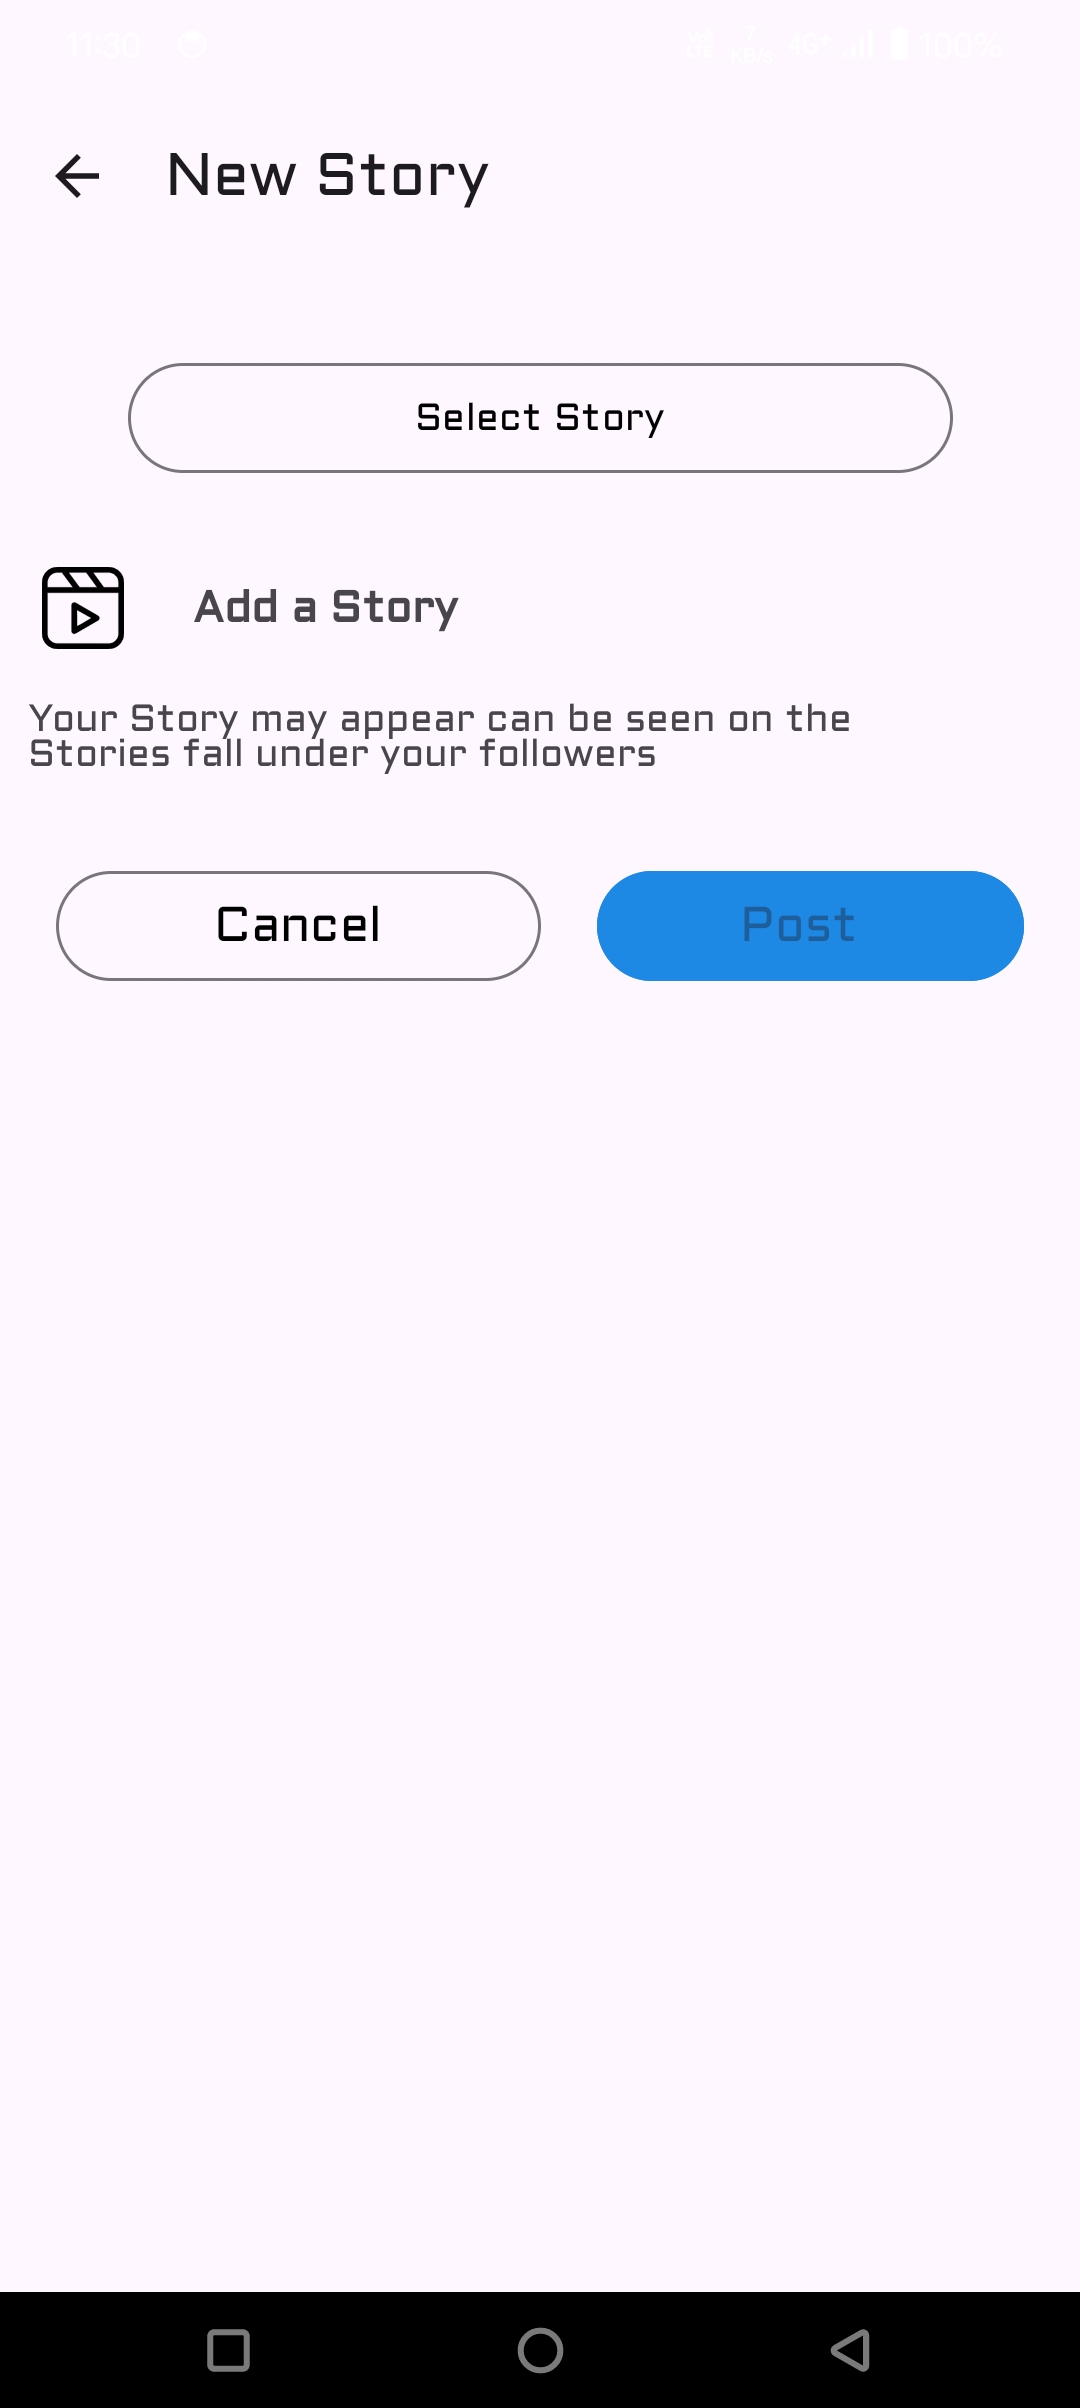 11:30 Vo) LTE 7 KB/s 4G+ 100%
New Story
Select Story
Add a Story
Your Story may appear can be seen on the
Stories fall under your followers
Cancel Post